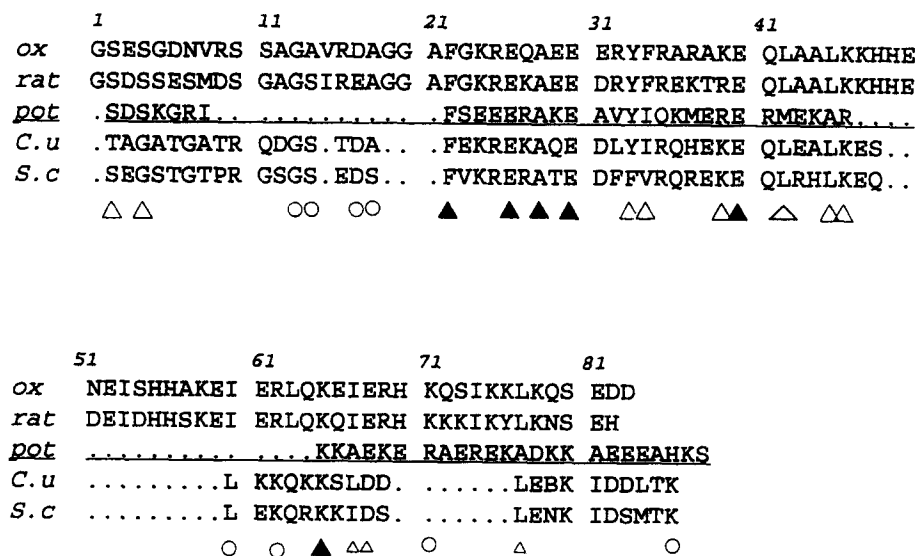 1 11 21 31 41
ox GSESGDNVRS SAGAVRDAGG AFGKREQAEE ERYFRARAKE QLAALKKHHE
rat GSDSSESMDS GAGSIREAGG AFGKREKAEE DRYFREKTRE QLAALKKHHE
pot .SDSKGRI.. .......... .FSEEERAKE AVYIQKMERE RMEKAR....
C.u .TAGATGATR QDGS.TDA.. .FEKREKAQE DLYIRQHEKE QLEALKES..
S.c .SEGSTGTPR GSGS.EDS.. .FVKRERATE DFFVRQREKE QLRHLKEQ..
△ △ ○○ ○○ ▲ ▲ ▲ ▲ △△ △▲ △ △△
51 61 71 81
ox NEISHHAKEI ERLQKEIERH KQSIKKLKQS EDD
rat DEIDHHSKEI ERLQKQIERH KKKIKYLKNS EH
pot .......... ....KKAEKE RAEREKADKK AEEEAHKS
C.u .........L KKQKKSLDD. ......LEBK IDDLTK
S.c .........L EKQRKKIDS. ......LENK IDSMTK
○ ○ ▲ △△ ○ △ ○